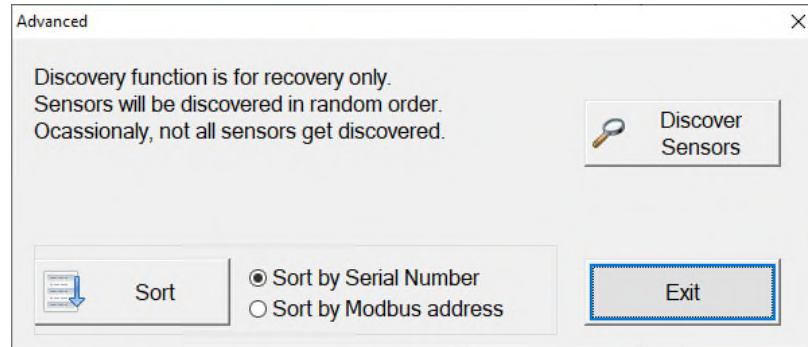 Advanced
Discovery function is for recovery only.
Sensors will be discovered in random order.
Ocassionaly, not all sensors get discovered.
Discover
Sensors
Sort
Sort by Serial Number
Sort by Modbus address
Exit